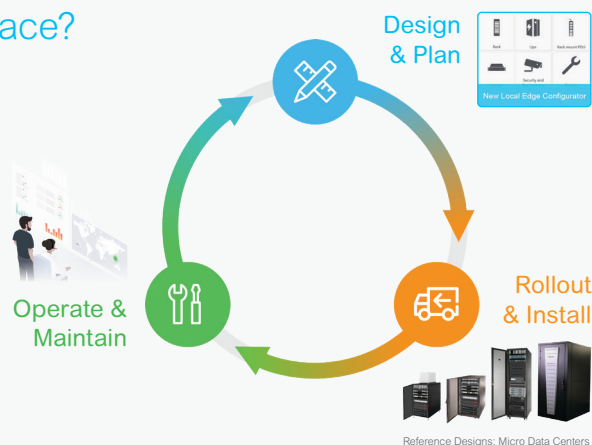 ace?
Design
& Plan
Rack
Ups
Rack mount PDU
Security and
New Local Edge Configurator
Operate &
Maintain
Rollout
& Install
Reference Designs: Micro Data Centers